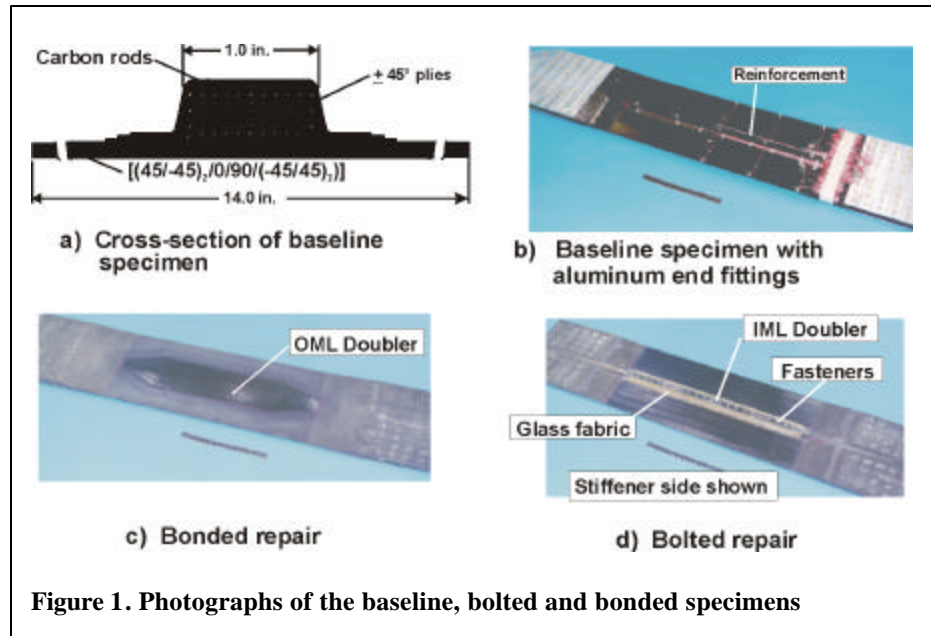 1.0 in.
Carbon rods
± 45° plies
[(45/-45)₂/0/90/(-45/45)₂)]
14.0 in.
a) Cross-section of baseline
specimen
Reinforcement
b) Baseline specimen with
aluminum end fittings
OML Doubler
c) Bonded repair
IML Doubler
Fasteners
Glass fabric
Stiffener side shown
d) Bolted repair
Figure 1. Photographs of the baseline, bolted and bonded specimens